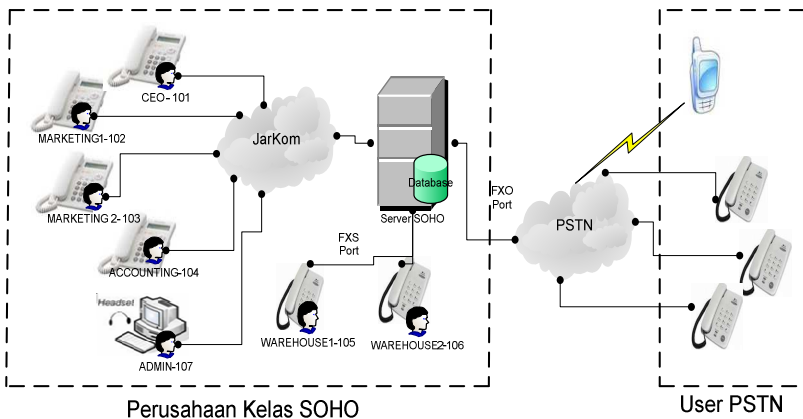 CEO - 101
MARKETING1-102
JarKom
MARKETING 2-103
Database
Server SOHO
FXO
Port
PSTN
FXS
Port
ACCOUNTING-104
Headset
WAREHOUSE1-105
WAREHOUSE2-106
ADMIN-107
Perusahaan Kelas SOHO
User PSTN